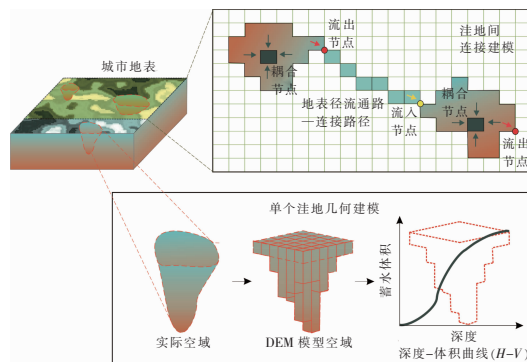 城市地表
流出
节点
洼地间
连接建模
耦合
节点
地表径流通路
—连接路径
流入
节点
耦合
节点
流出
节点
单个洼地几何建模
实际空域
DEM 模型空域
蓄水体积
深度
深度-体积曲线(H-V)